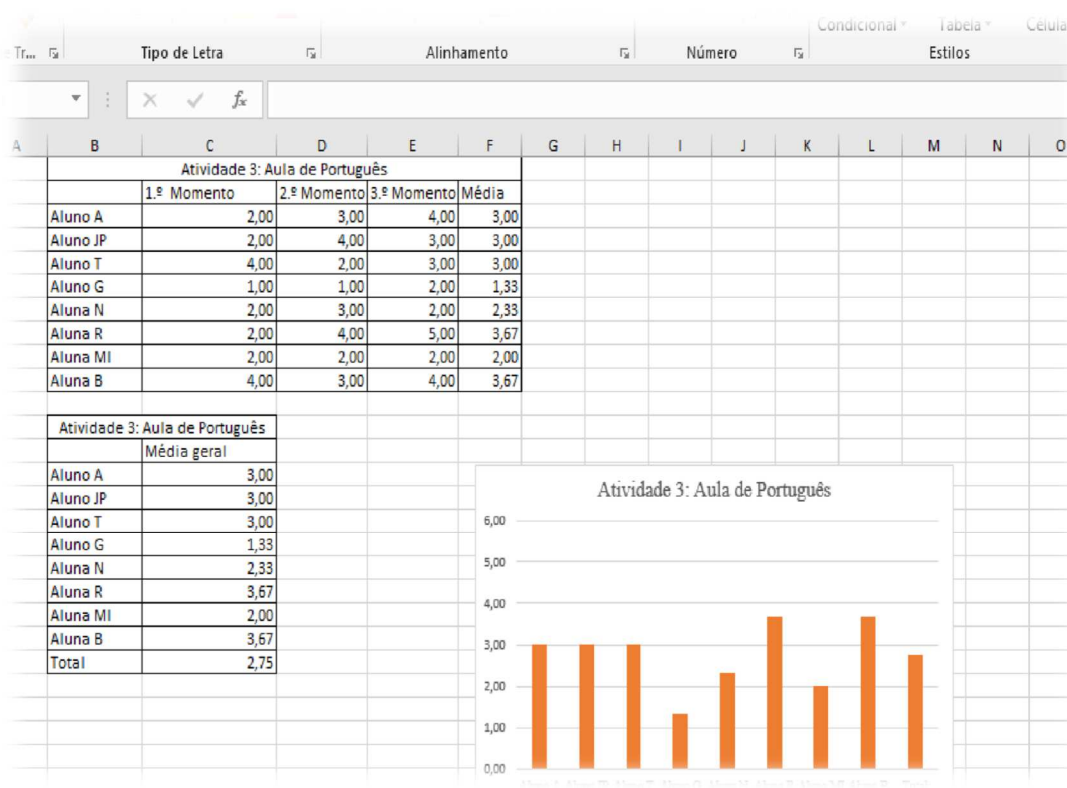 Condicional Tabela Célula
Tr... Tipo de Letra Alinhamento Número Estilos
fx
A B C D E F G H I J K L M N O
Atividade 3: Aula de Português
1.º Momento 2.º Momento 3.º Momento Média
Aluno A 2,00 3,00 4,00 3,00
Aluno JP 2,00 4,00 3,00 3,00
Aluno T 4,00 2,00 3,00 3,00
Aluno G 1,00 1,00 2,00 1,33
Aluna N 2,00 3,00 2,00 2,33
Aluna R 2,00 4,00 5,00 3,67
Aluna MI 2,00 2,00 2,00 2,00
Aluna B 4,00 3,00 4,00 3,67
Atividade 3: Aula de Português
Média geral
Aluno A 3,00
Aluno JP 3,00
Aluno T 3,00
Aluno G 1,33
Aluna N 2,33
Aluna R 3,67
Aluna MI 2,00
Aluna B 3,67
Total 2,75
Atividade 3: Aula de Português
6,00
5,00
4,00
3,00
2,00
1,00
0,00